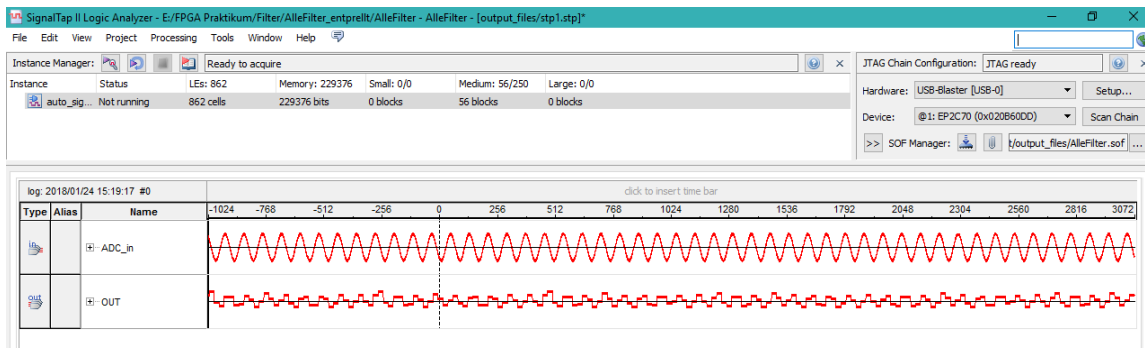 SignalTap II Logic Analyzer - E:/FPGA Praktikum/Filter/AlleFilter_entprellt/AlleFilter - AlleFilter - [output_files/stp1.stp]*
File Edit View Project Processing Tools Window Help
Instance Manager: Ready to acquire
JTAG Chain Configuration: JTAG ready
Instance Status LEs: 862 Memory: 229376 Small: 0/0 Medium: 56/250 Large: 0/0
auto_sig... Not running 862 cells 229376 bits 0 blocks 56 blocks 0 blocks
Hardware: USB-Blaster [USB-0] Setup...
Device: @1: EP2C70 (0x020B60DD) Scan Chain
>> SOF Manager: t/output_files/AlleFilter.sof ...
log: 2018/01/24 15:19:17 #0 click to insert time bar
Type Alias Name -1024 -768 -512 -256 0 256 512 768 1024 1280 1536 1792 2048 2304 2560 2816 3072
in ADC_in
out OUT